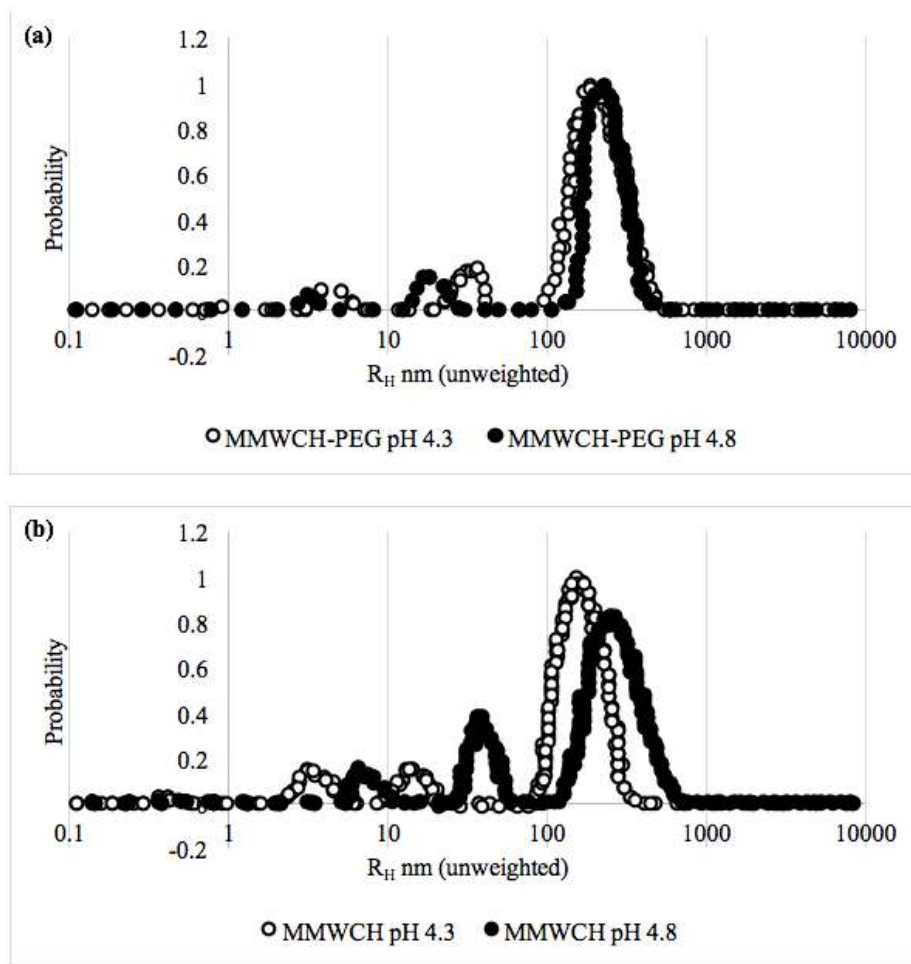 (a)
1.2
1
0.8
0.6
0.4
0.2
0
-0.2
Probability
0.1 1 10 100 1000 10000
R_H nm (unweighted)
MMWCH-PEG pH 4.3 MMWCH-PEG pH 4.8
(b)
1.2
1
0.8
0.6
0.4
0.2
0
-0.2
Probability
0.1 1 10 100 1000 10000
R_H nm (unweighted)
MMWCH pH 4.3 MMWCH pH 4.8